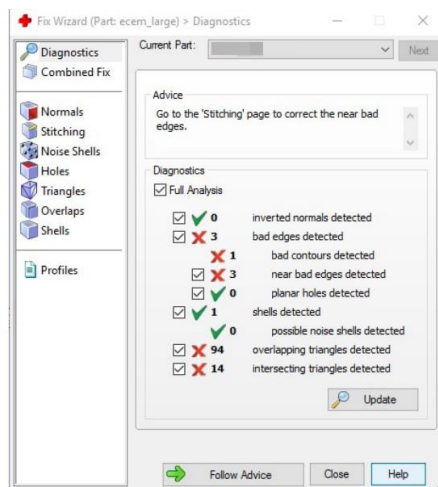 Fix Wizard (Part: ecem_large) > Diagnostics
Diagnostics
Combined Fix
Normals
Stitching
Noise Shells
Holes
Triangles
Overlaps
Shells
Profiles
Current Part:
Next
Advice
Go to the 'Stitching' page to correct the near bad
edges.
Diagnostics
Full Analysis
0 inverted normals detected
3 bad edges detected
1 bad contours detected
3 near bad edges detected
0 planar holes detected
1 shells detected
0 possible noise shells detected
94 overlapping triangles detected
14 intersecting triangles detected
Update
Follow Advice
Close
Help